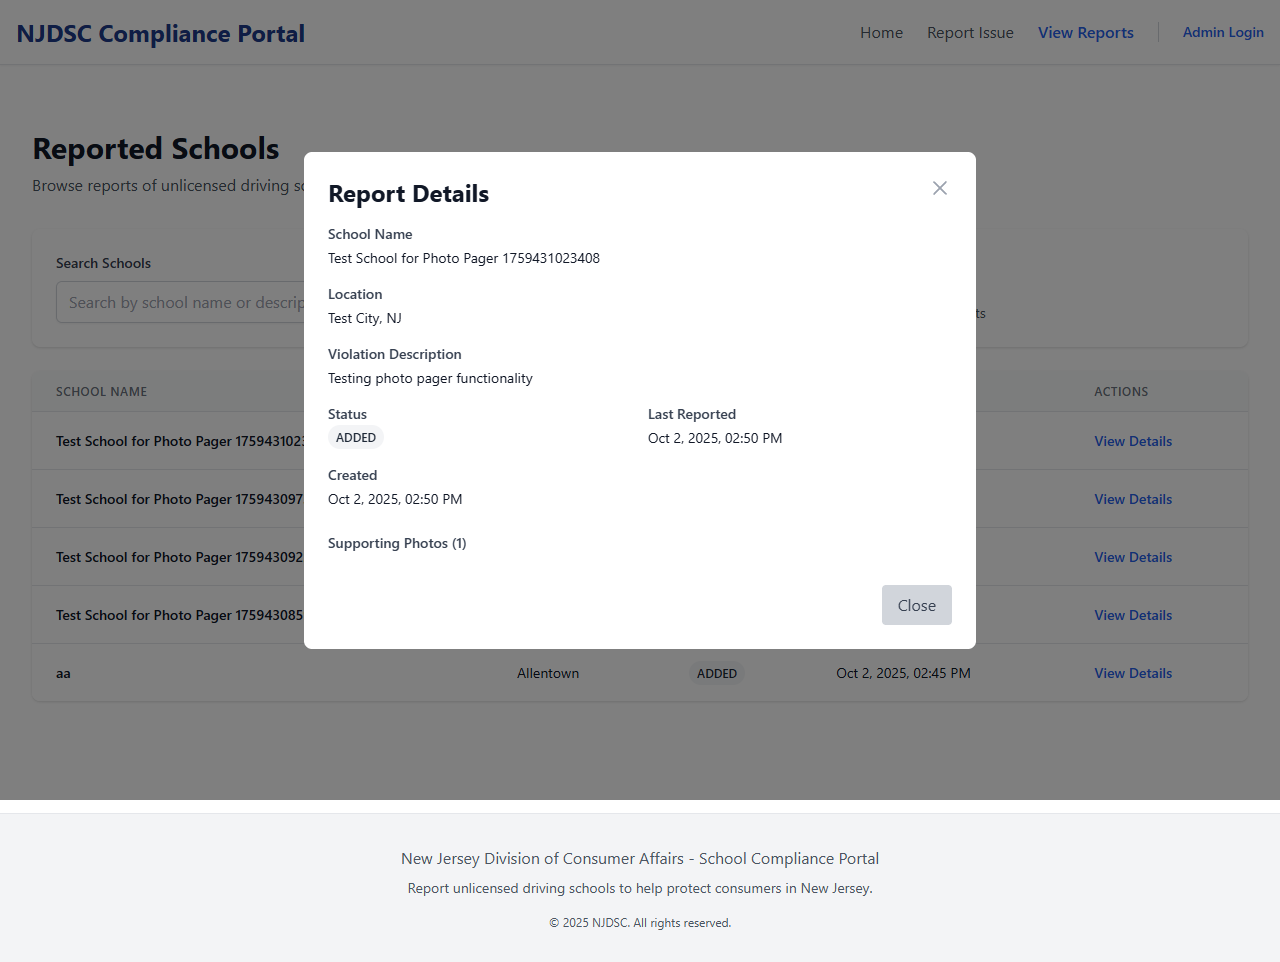 NJDSC Compliance Portal
Home
Report Issue
View Reports
Admin Login
Reported Schools
Browse reports of unlicensed driving
Search Schools
Search by school name or
SCHOOL NAME
ACTIONS
Test School for Photo Pager 175943102
View Details
Test School for Photo Pager 175943097
View Details
Test School for Photo Pager 175943092
View Details
Test School for Photo Pager 175943085
View Details
aa
Allentown
ADDED
Oct 2, 2025, 02:45 PM
View Details
Report Details
School Name
Test School for Photo Pager 1759431023408
Location
Test City, NJ
Violation Description
Testing photo pager functionality
Status
ADDED
Last Reported
Oct 2, 2025, 02:50 PM
Created
Oct 2, 2025, 02:50 PM
Supporting Photos (1)
Close
New Jersey Division of Consumer Affairs - School Compliance Portal
Report unlicensed driving schools to help protect consumers in New Jersey.
© 2025 NJDSC. All rights reserved.